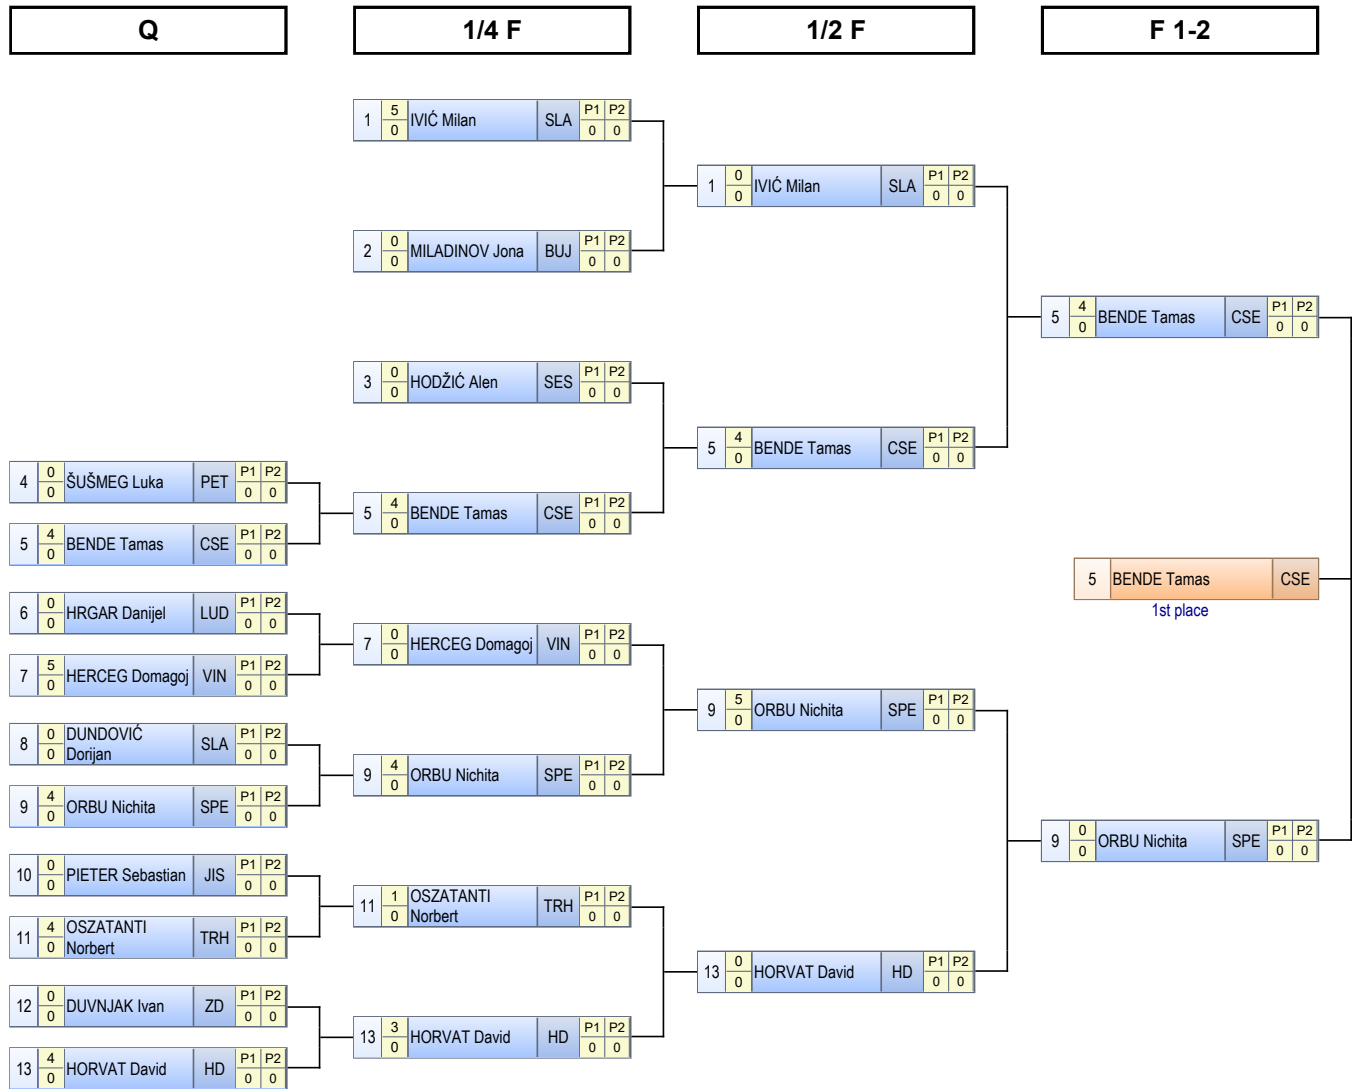 Q 1/4 F 1/2 F F 1-2
1 5 0 IVIĆ Milan SLA P1 P2 0 0
1 0 0 IVIĆ Milan SLA P1 P2 0 0
2 0 0 MILADINOV Jona BUJ P1 P2 0 0
5 4 0 BENDE Tamas CSE P1 P2 0 0
3 0 0 HODŽIĆ Alen SES P1 P2 0 0
5 4 0 BENDE Tamas CSE P1 P2 0 0
4 0 0 ŠUŠMEG Luka PET P1 P2 0 0
5 4 0 BENDE Tamas CSE P1 P2 0 0
5 4 0 BENDE Tamas CSE P1 P2 0 0
5 BENDE Tamas CSE
1st place
6 0 0 HRGAR Danijel LUD P1 P2 0 0
7 0 0 HERCEG Domagoj VIN P1 P2 0 0
7 5 0 HERCEG Domagoj VIN P1 P2 0 0
9 5 0 ORBU Nichita SPE P1 P2 0 0
8 0 0 DUNDOVIĆ
Dorijan SLA P1 P2 0 0
9 4 0 ORBU Nichita SPE P1 P2 0 0
9 4 0 ORBU Nichita SPE P1 P2 0 0
9 0 0 ORBU Nichita SPE P1 P2 0 0
10 0 0 PIETER Sebastian JIS P1 P2 0 0
11 1 0 OSZATANTI
Norbert TRH P1 P2 0 0
11 4 0 OSZATANTI
Norbert TRH P1 P2 0 0
13 0 0 HORVAT David HD P1 P2 0 0
12 0 0 DUVNJAK Ivan ZD P1 P2 0 0
13 3 0 HORVAT David HD P1 P2 0 0
13 4 0 HORVAT David HD P1 P2 0 0